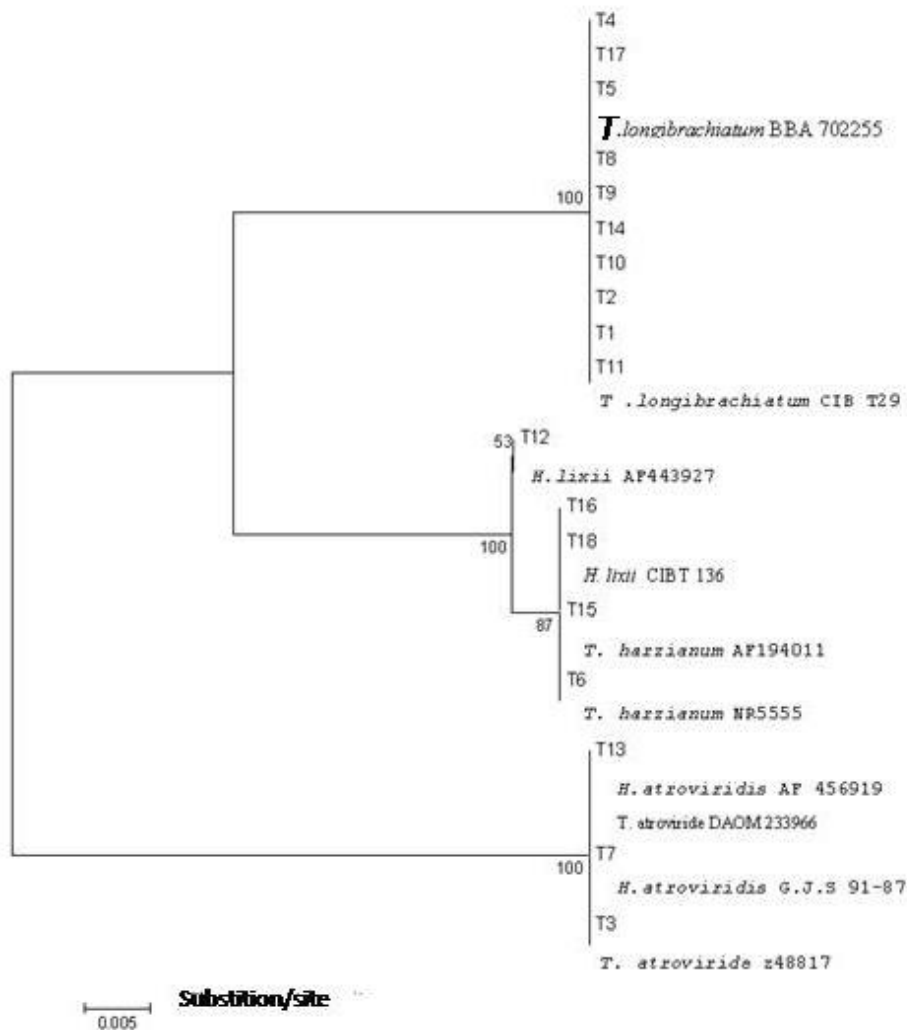 T4
T17
T5
T.longibrachiatum BBA 702255
T8
100 T9
T14
T10
T2
T1
T11
T .longibrachiatum CIB T29
53 T12
H.lixii AF443927
T16
100 T18
H. lixii CIBT 136
T15
87
T. harzianum AF194011
T6
T. harzianum NR5555
T13
H.atroviridis AF 456919
T. atroviride DAOM 233966
T7
100
H.atroviridis G.J.S 91-87
T3
T. atroviride z48817
Substition/site
0.005